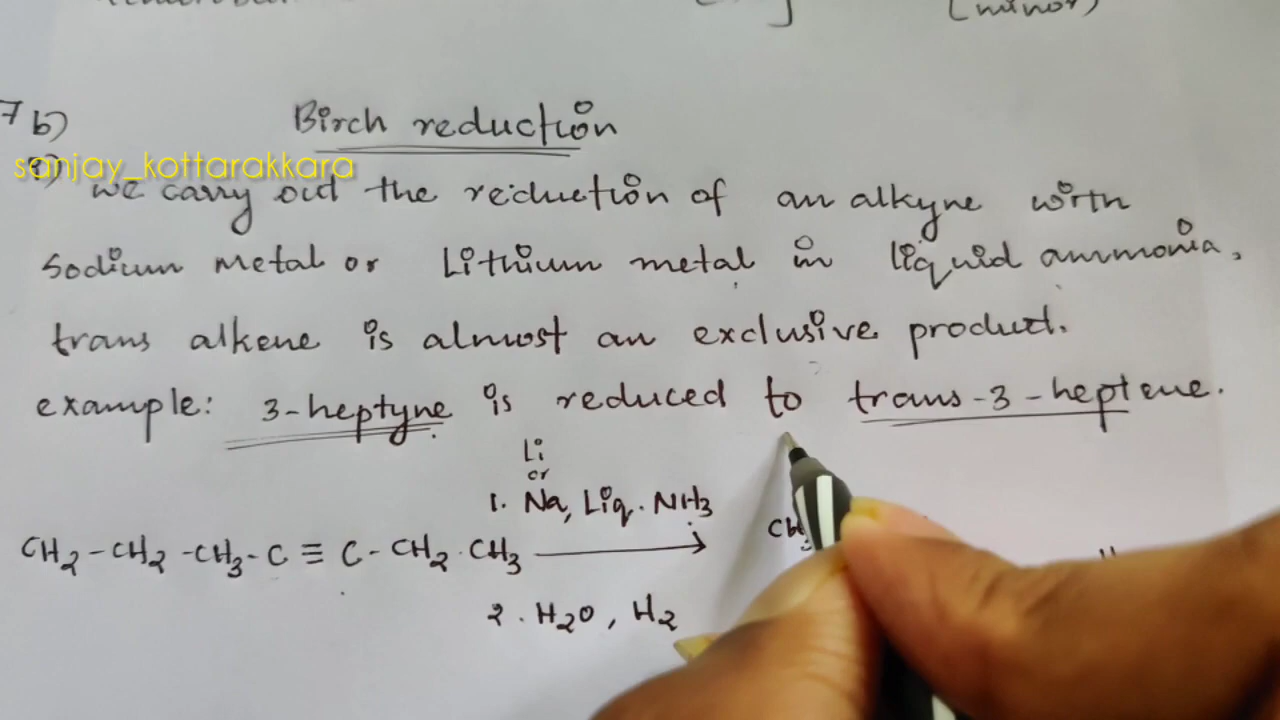 (minor)
7 b) Birch reduction
sanjay_kottarakkara
we carry out the reduction of an alkyne with
sodium metal or Lithium metal in liquid ammonia,
trans alkene is almost an exclusive product.
example: 3-heptyne is reduced to trans-3-heptene.
Li
or
1. Na, Liq. NH3
CH2-CH2-CH3-C≡C-CH2.CH3 ⟶
2. H2O, H2